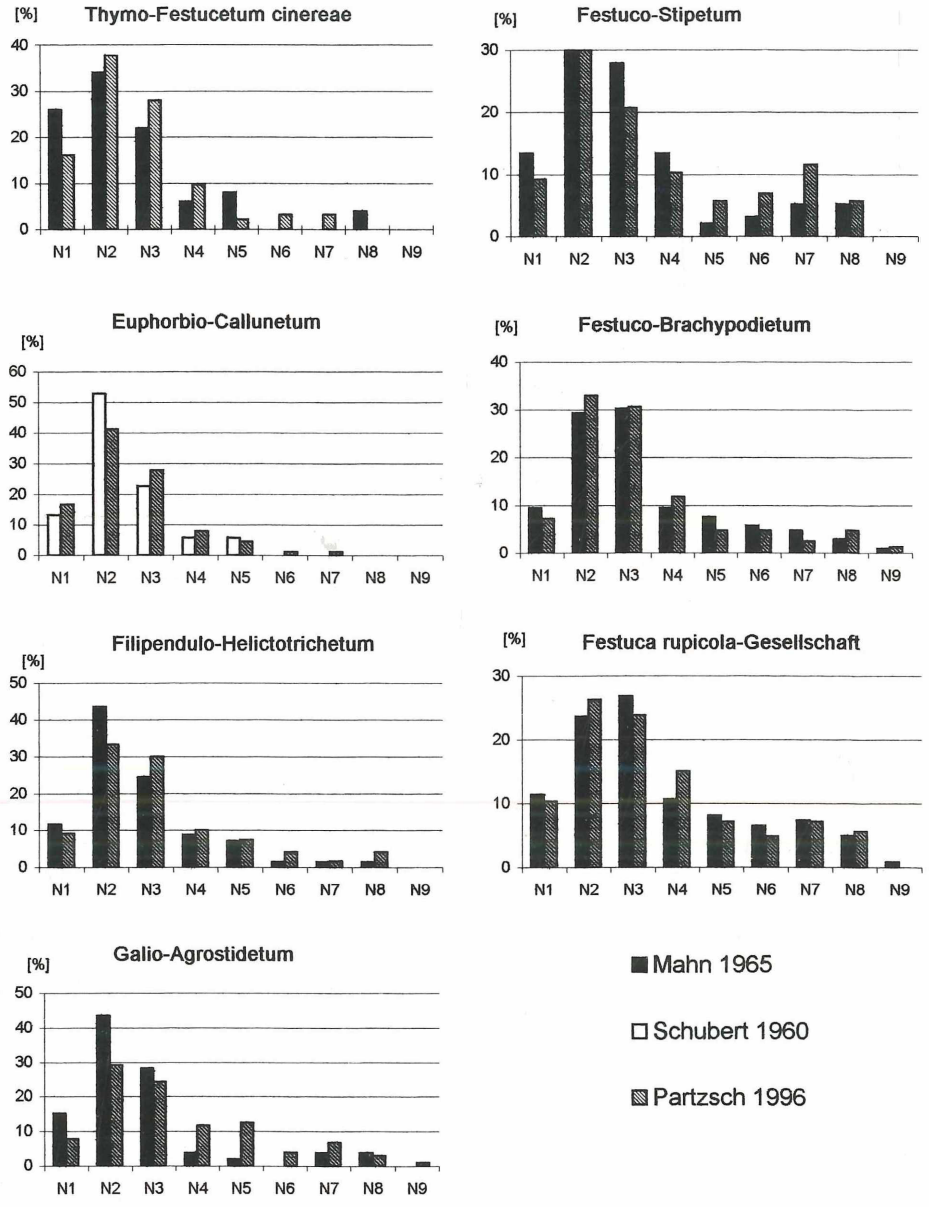 [%] Thymo-Festucetum cinereae
40
30
20
10
0
N1 N2 N3 N4 N5 N6 N7 N8 N9
[%] Festuco-Stipetum
30
20
10
0
N1 N2 N3 N4 N5 N6 N7 N8 N9
Euphorbio-Callunetum
[%]
60
50
40
30
20
10
0
N1 N2 N3 N4 N5 N6 N7 N8 N9
[%] Festuco-Brachypodietum
40
30
20
10
0
N1 N2 N3 N4 N5 N6 N7 N8 N9
Filipendulo-Helictotrichetum
[%]
50
40
30
20
10
0
N1 N2 N3 N4 N5 N6 N7 N8 N9
[%] Festuca rupicola-Gesellschaft
30
20
10
0
N1 N2 N3 N4 N5 N6 N7 N8 N9
Galio-Agrostidetum
[%]
50
40
30
20
10
0
N1 N2 N3 N4 N5 N6 N7 N8 N9
Mahn 1965
Schubert 1960
Partzsch 1996